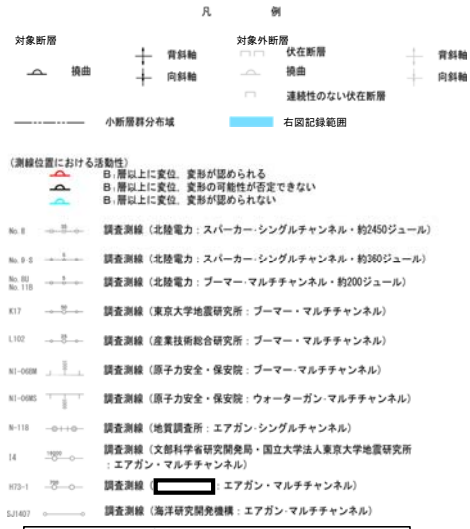 凡 例
対象断層 対象外断層
撓曲 背斜軸 向斜軸
伏在断層 撓曲 連続性のない伏在断層 背斜軸 向斜軸
小断層群分布域 右図記録範囲
(測線位置における活動性)
B₁層以上に変位、変形が認められる
B₁層以上に変位、変形の可能性が否定できない
B₁層以上に変位、変形が認められない
No.8 調査測線(北陸電力:スパーカー・シングルチャンネル・約2450ジュール)
No.9-S 調査測線(北陸電力:スパーカー・シングルチャンネル・約360ジュール)
No.8U
No.11B 調査測線(北陸電力:ブーマー・マルチチャンネル・約200ジュール)
K17 調査測線(東京大学地震研究所:ブーマー・マルチチャンネル)
L102 調査測線(産業技術総合研究所:ブーマー・マルチチャンネル)
NI-06BM 調査測線(原子力安全・保安院:ブーマー・マルチチャンネル)
NI-06MS 調査測線(原子力安全・保安院:ウォーターガン・マルチチャンネル)
N-118 調査測線(地質調査所:エアガン・シングルチャンネル)
I4 調査測線(文部科学省研究開発局・国立大学法人東京大学地震研究所
:エアガン・マルチチャンネル)
H73-1 調査測線( :エアガン・マルチチャンネル)
SJ1407 調査測線(海洋研究開発機構:エアガン・マルチチャンネル)